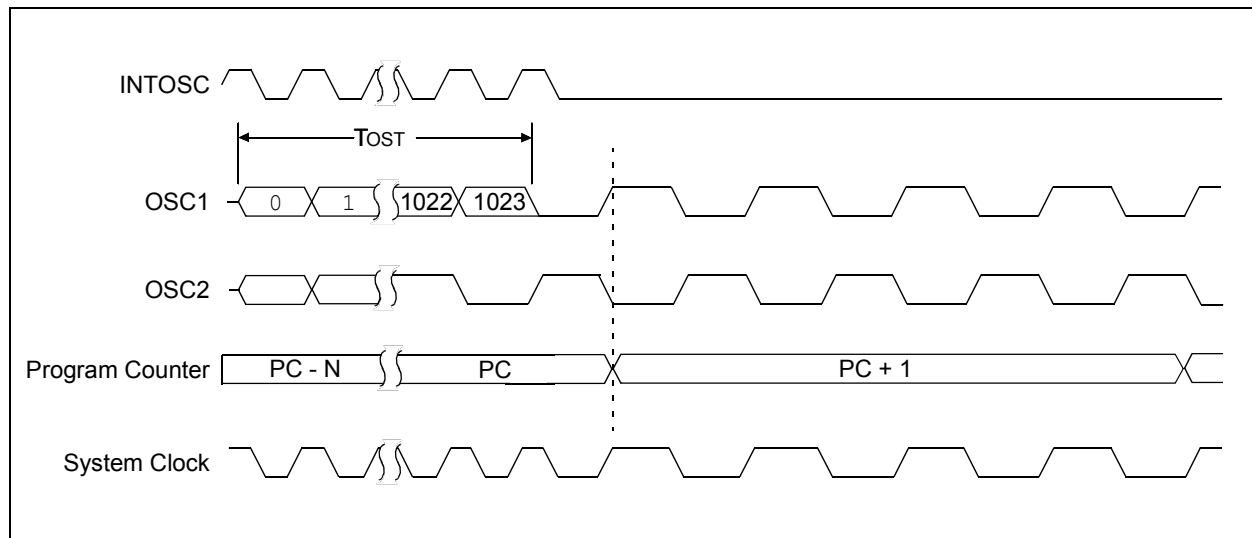 INTOSC
TOST
OSC1 0 1 1022 1023
OSC2
Program Counter PC - N PC PC + 1
System Clock